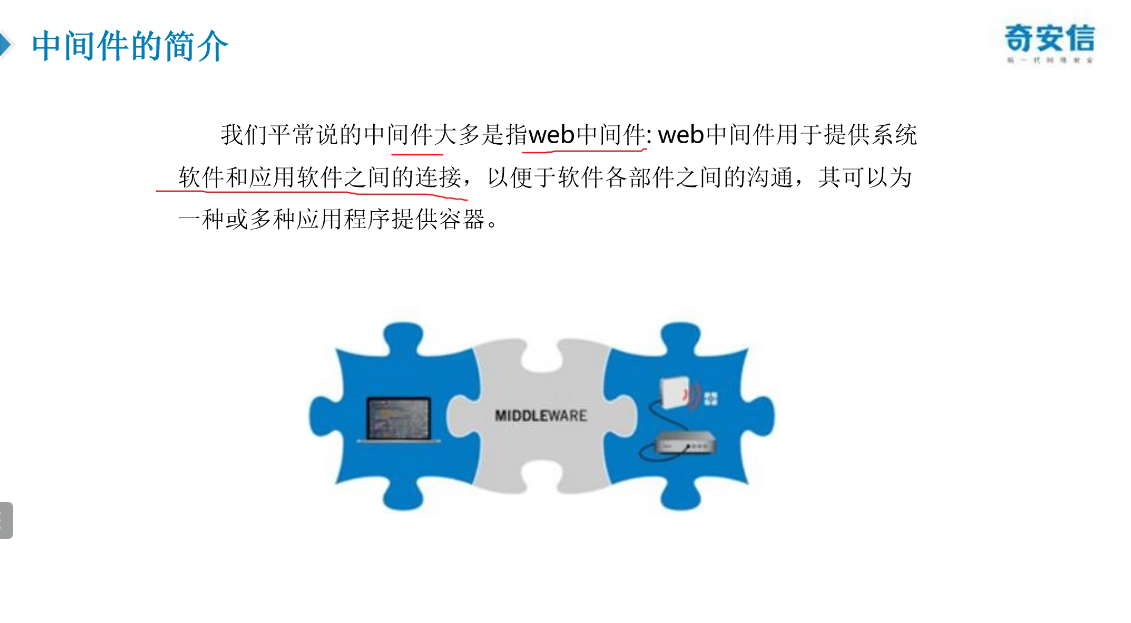 中间件的简介
奇安信
新一代网络安全
我们平常说的中间件大多是指web中间件: web中间件用于提供系统
软件和应用软件之间的连接，以便于软件各部件之间的沟通，其可以为
一种或多种应用程序提供容器。
MIDDLEWARE